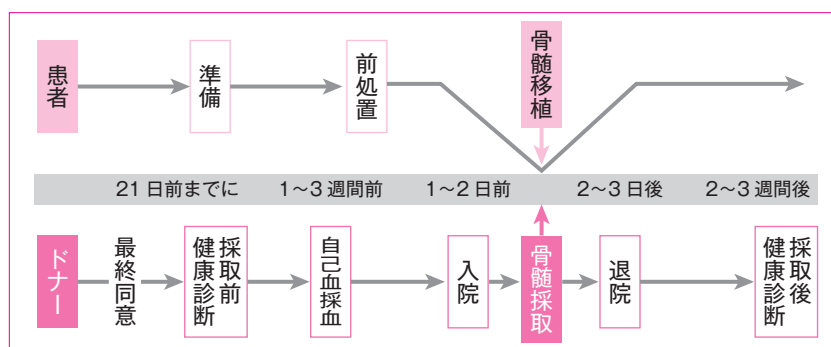 患者
準備
前処置
骨髄移植
21日前までに
1〜3週間前
1〜2日前
2〜3日後
2〜3週間後
ドナー
最終同意
採取前
健康診断
自己血採血
入院
骨髄採取
退院
採取後
健康診断